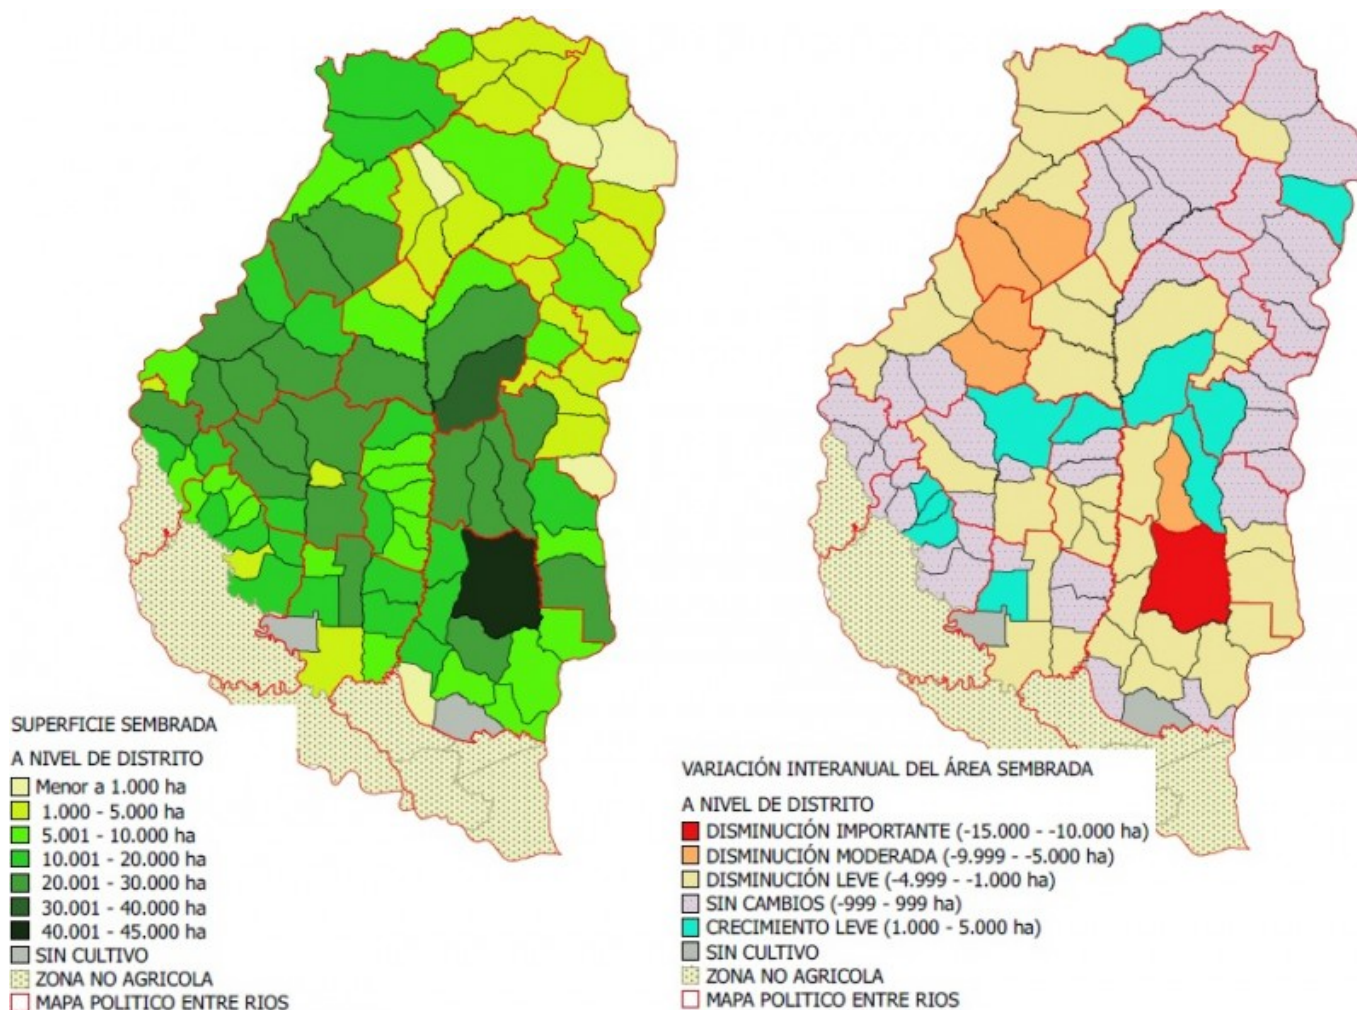 SUPERFICIE SEMBRADA
A NIVEL DE DISTRITO
Menor a 1.000 ha
1.000 - 5.000 ha
5.001 - 10.000 ha
10.001 - 20.000 ha
20.001 - 30.000 ha
30.001 - 40.000 ha
40.001 - 45.000 ha
SIN CULTIVO
ZONA NO AGRICOLA
MAPA POLITICO ENTRE RIOS
VARIACIÓN INTERANUAL DEL ÁREA SEMBRADA
A NIVEL DE DISTRITO
DISMINUCIÓN IMPORTANTE (-15.000 - -10.000 ha)
DISMINUCIÓN MODERADA (-9.999 - -5.000 ha)
DISMINUCIÓN LEVE (-4.999 - -1.000 ha)
SIN CAMBIOS (-999 - 999 ha)
CRECIMIENTO LEVE (1.000 - 5.000 ha)
SIN CULTIVO
ZONA NO AGRICOLA
MAPA POLITICO ENTRE RIOS